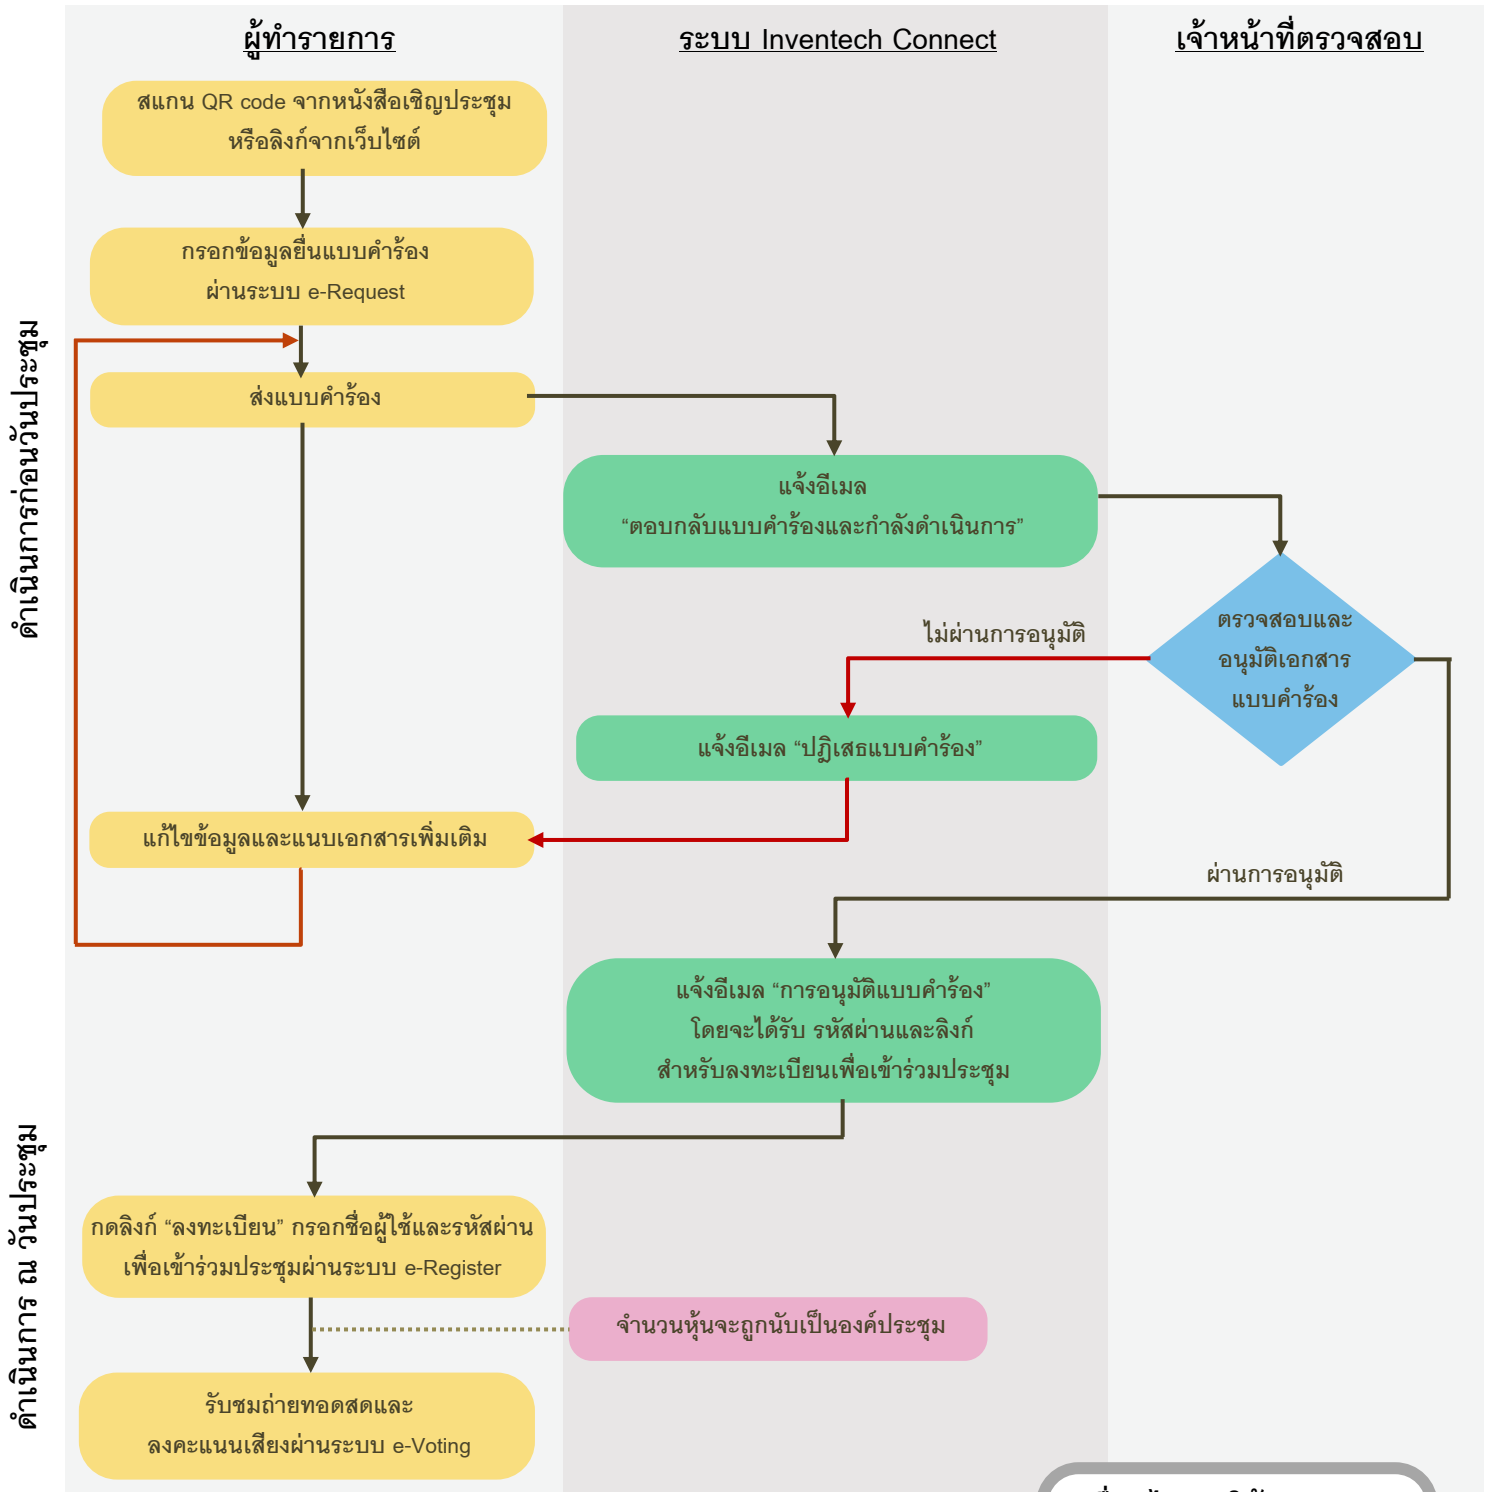 ผู้ทำรายการ
ระบบ Inventech Connect
เจ้าหน้าที่ตรวจสอบ
ดำเนินการก่อนวันประชุม
สแกน QR code จากหนังสือเชิญประชุม
หรือลิงก์จากเว็บไซต์
กรอกข้อมูลยื่นแบบคำร้อง
ผ่านระบบ e-Request
ส่งแบบคำร้อง
แจ้งอีเมล
“ตอบกลับแบบคำร้องและกำลังดำเนินการ”
ตรวจสอบและ
อนุมัติเอกสาร
แบบคำร้อง
ไม่ผ่านการอนุมัติ
แจ้งอีเมล “ปฎิเสธแบบคำร้อง”
แก้ไขข้อมูลและแนบเอกสารเพิ่มเติม
ผ่านการอนุมัติ
แจ้งอีเมล “การอนุมัติแบบคำร้อง”
โดยจะได้รับ รหัสผ่านและลิงก์
สำหรับลงทะเบียนเพื่อเข้าร่วมประชุม
ดำเนินการ ณ วันประชุม
กดลิงก์ “ลงทะเบียน” กรอกชื่อผู้ใช้และรหัสผ่าน
เพื่อเข้าร่วมประชุมผ่านระบบ e-Register
จำนวนหุ้นจะถูกนับเป็นองค์ประชุม
รับชมถ่ายทอดสดและ
ลงคะแนนเสียงผ่านระบบ e-Voting